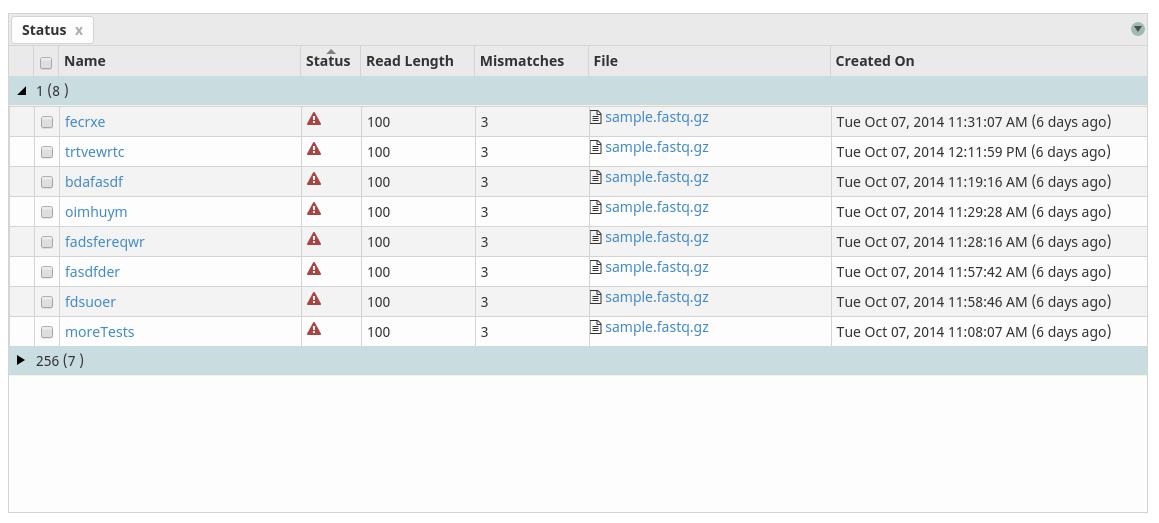 Status x
Name Status Read Length Mismatches File Created On
1 (8 )
fecrxe 100 3 sample.fastq.gz Tue Oct 07, 2014 11:31:07 AM (6 days ago)
trtvewrtc 100 3 sample.fastq.gz Tue Oct 07, 2014 12:11:59 PM (6 days ago)
bdafasdf 100 3 sample.fastq.gz Tue Oct 07, 2014 11:19:16 AM (6 days ago)
oimhuym 100 3 sample.fastq.gz Tue Oct 07, 2014 11:29:28 AM (6 days ago)
fadsfereqwr 100 3 sample.fastq.gz Tue Oct 07, 2014 11:28:16 AM (6 days ago)
fasdfder 100 3 sample.fastq.gz Tue Oct 07, 2014 11:57:42 AM (6 days ago)
fdsuoer 100 3 sample.fastq.gz Tue Oct 07, 2014 11:58:46 AM (6 days ago)
moreTests 100 3 sample.fastq.gz Tue Oct 07, 2014 11:08:07 AM (6 days ago)
256 (7 )